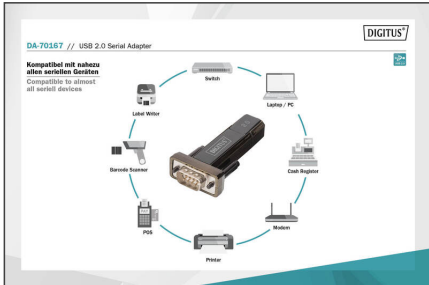 DIGITUS®
DA-70167 // USB 2.0 Serial Adapter
Kompatibel mit nahezu
allen seriellen Geräten
Compatible to almost
all seriell devices
Switch
Laptop / PC
Label Writer
DIGITUS
Barcode Scanner
Cash Register
POS
Modem
Printer